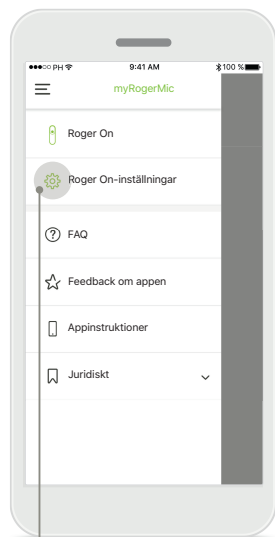 PH 9:41 AM 100 %
myRogerMic
Roger On
Roger On-inställningar
FAQ
Feedback om appen
Appinstruktioner
Juridiskt